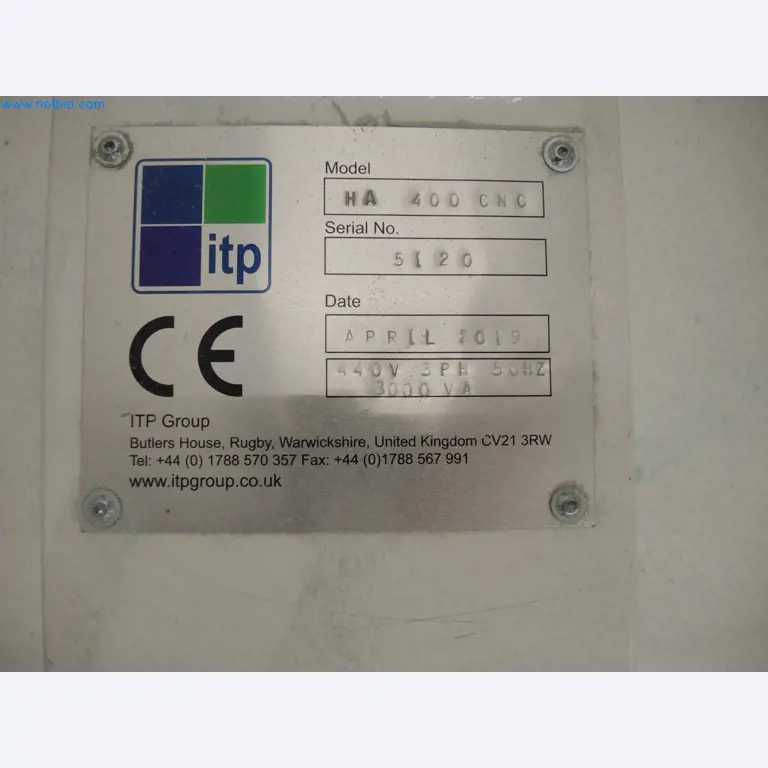 www.netbid.com
itp
Model
HA 400 CNC
Serial No.
5120
Date
APRIL 2019
440V 3PH 50HZ
3000 VA
CE
ITP Group
Butlers House, Rugby, Warwickshire, United Kingdom CV21 3RW
Tel: +44 (0) 1788 570 357 Fax: +44 (0)1788 567 991
www.itpgroup.co.uk